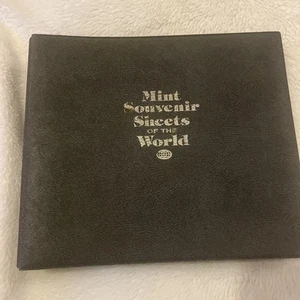 Mint
Souvenir
Sheets
OF THE
World